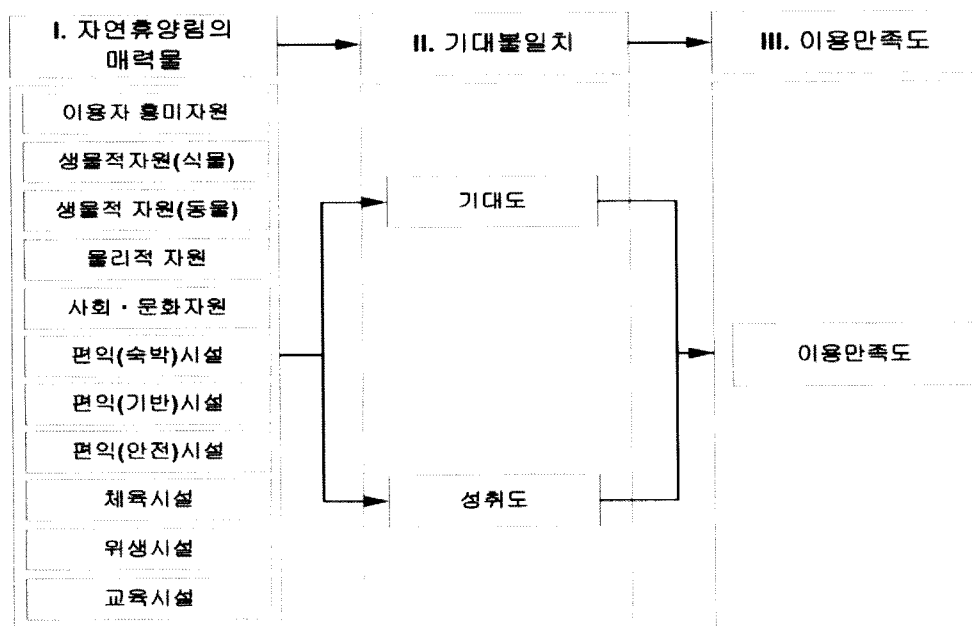 I. 자연휴양림의
매력물
II. 기대불일치
III. 이용만족도
이용자 흥미자원
생물적자원(식물)
생물적 자원(동물)
물리적 자원
사회·문화자원
편익(숙박)시설
편익(기반)시설
편익(안전)시설
체육시설
위생시설
교육시설
기대도
성취도
이용만족도